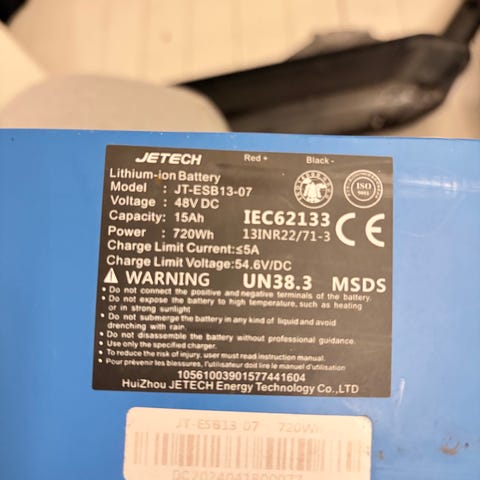 JETECH Red + Black -
Lithium-ion Battery
Model : JT-ESB13-07
Voltage : 48V DC
Capacity: 15Ah IEC62133
Power : 720Wh 13INR22/71-3 CE
ISO
9001
Charge Limit Current:≤5A
Charge Limit Voltage:54.6V/DC
WARNING UN38.3 MSDS
• Do not connect the positive and negative terminals of the battery.
• Do not expose the battery to high temperature, such as heating
or in strong sunlight
• Do not submerge the battery in any kind of liquid and avoid
drenching with rain
• Do not disassemble the battery without professional guidance.
• Use only the specified charger.
• To reduce the risk of injury, user must read instruction manual.
• Pour prévenir les blessures, l'utilisateur doit lire le manuel d'utilisation
10561003901577441604
HuiZhou JETECH Energy Technology Co.,LTD
JT-ESB13-07 720Wh